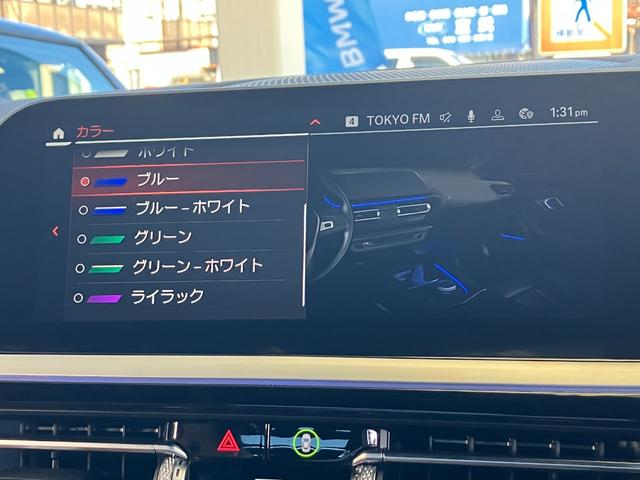 BMW
カラー
4 TOKYO FM 1:31pm
ホワイト
ブルー
ブルー－ホワイト
グリーン
グリーン－ホワイト
ライラック